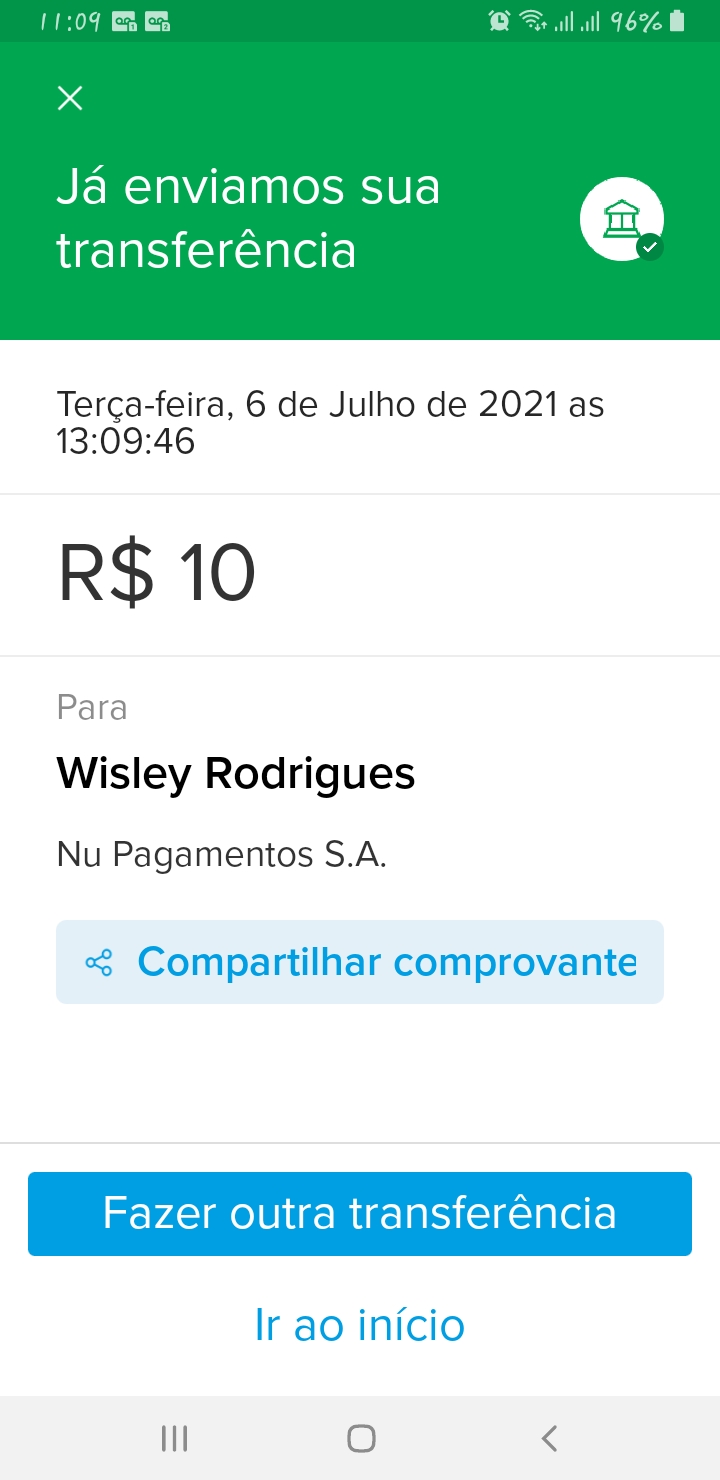 11:09 96%
Já enviamos sua
transferência
Terça-feira, 6 de Julho de 2021 as
13:09:46
R$ 10
Para
Wisley Rodrigues
Nu Pagamentos S.A.
Compartilhar comprovante
Fazer outra transferência
Ir ao início